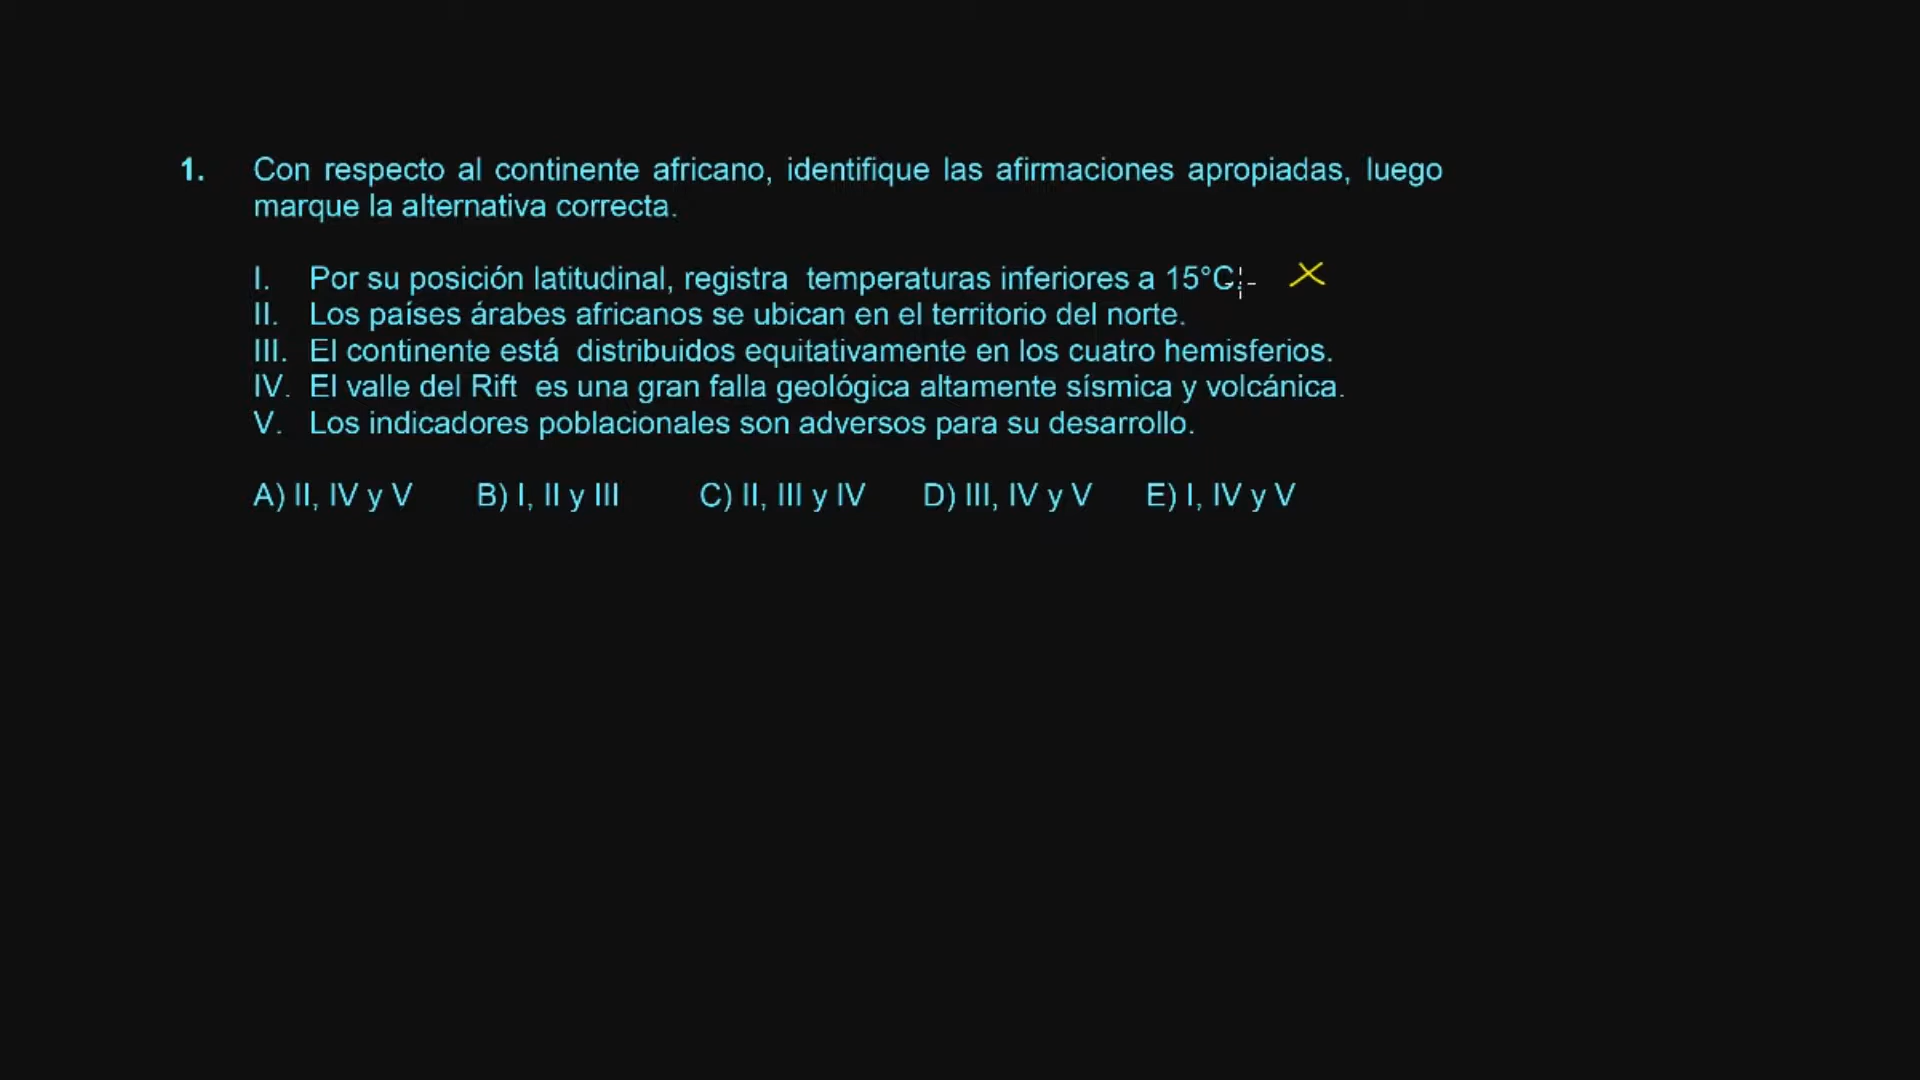 1. Con respecto al continente africano, identifique las afirmaciones apropiadas, luego
marque la alternativa correcta.
I. Por su posición latitudinal, registra temperaturas inferiores a 15°C.
II. Los países árabes africanos se ubican en el territorio del norte.
III. El continente está distribuidos equitativamente en los cuatro hemisferios.
IV. El valle del Rift es una gran falla geológica altamente sísmica y volcánica.
V. Los indicadores poblacionales son adversos para su desarrollo.
A) II, IV y V B) I, II y III C) II, III y IV D) III, IV y V E) I, IV y V